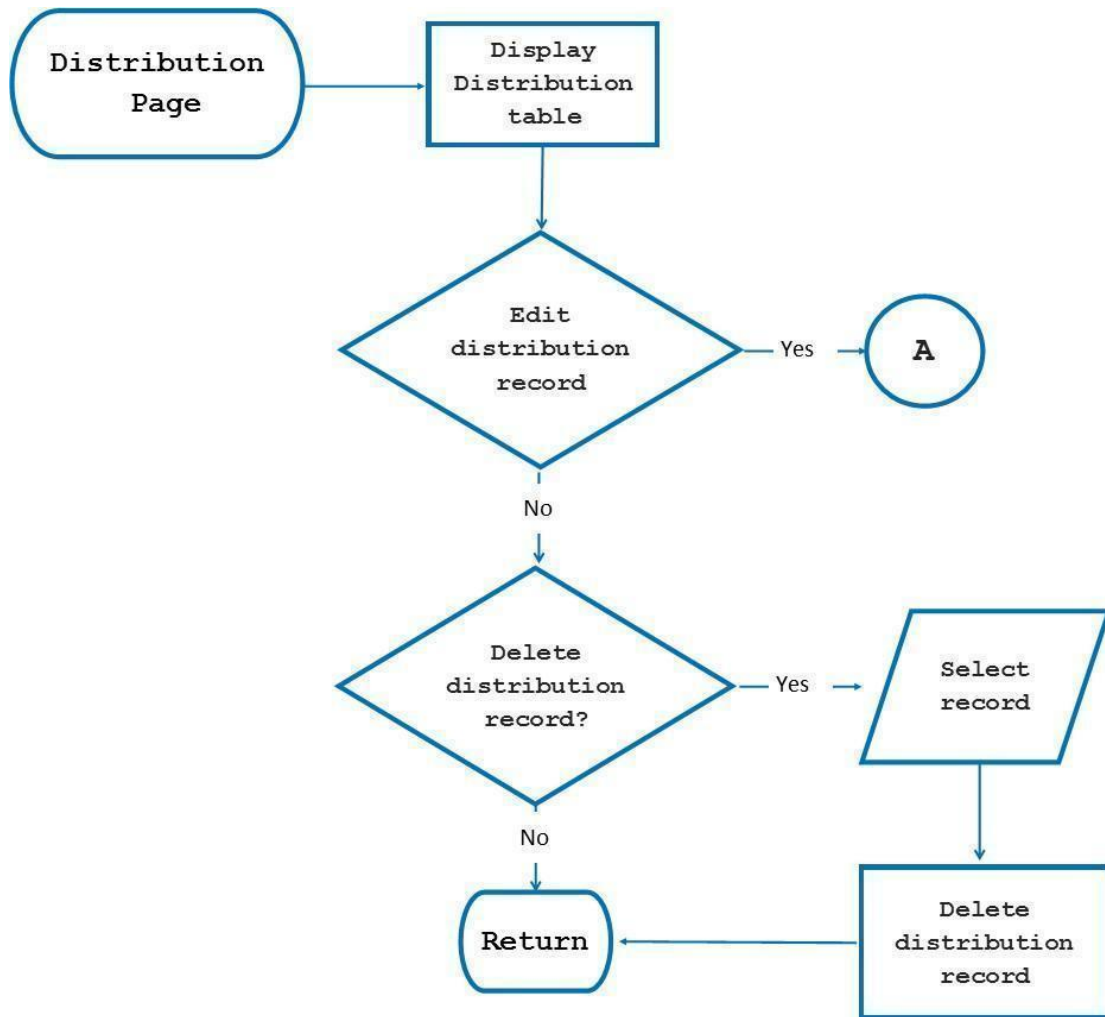 Distribution
Page
Display
Distribution
table
Edit
distribution
record
Yes
A
No
Delete
distribution
record?
Yes
Select
record
No
Return
Delete
distribution
record